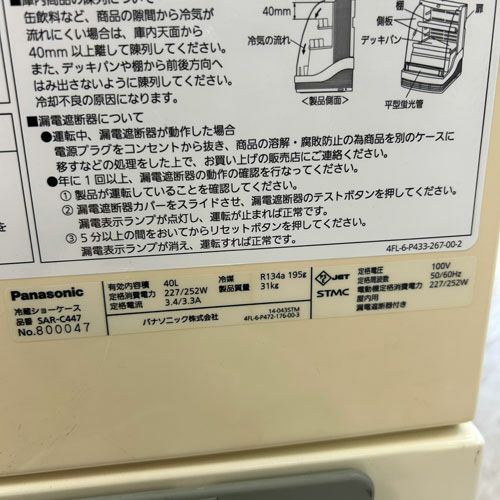 ■庫内商品の陳列について
缶飲料など、商品の隙間から冷気が
流れにくい場合は、庫内天面から
40mm以上離して陳列してください。
また、デッキパンや棚から前後方向へ
はみ出さないように陳列してください。
冷却不良の原因になります。
40mm
冷気の流れ
<製品側面>
棚
側板
デッキパン
平型蛍光管
■漏電遮断器について
●運転中、漏電遮断器が動作した場合
電源プラグをコンセントから抜き、商品の溶解・腐敗防止の為商品を別のケースに
移すなどの処理をした上で、お買い上げの販売店にご連絡ください。
●年に1回以上、漏電遮断器の動作の確認を行なってください。
① 製品が運転していることを確認してください。
② 漏電遮断器カバーをスライドさせ、漏電遮断器のテストボタンを押してください。
漏電表示ランプが点灯し、運転が止まれば正常です。
③ 5分以上の間をおいてからリセットボタンを押してください。
漏電表示ランプが消え、運転すれば正常です。
4FL-6-P433-267-00-2
を
Panasonic
冷蔵ショーケース
品番 SAR-C447
No.800047
有効内容積 40L
定格消費電力 227/252W
定格電流 3.4/3.3A
冷媒 R134a 195g
製品質量 31kg
パナソニック株式会社
14-043STM
4FL-6-P472-176-00-3
JET
STMC
定格電圧 100V
定格周波数 50/60Hz
電動機定格消費電力 227/252W
屋内用
漏電遮断器付き